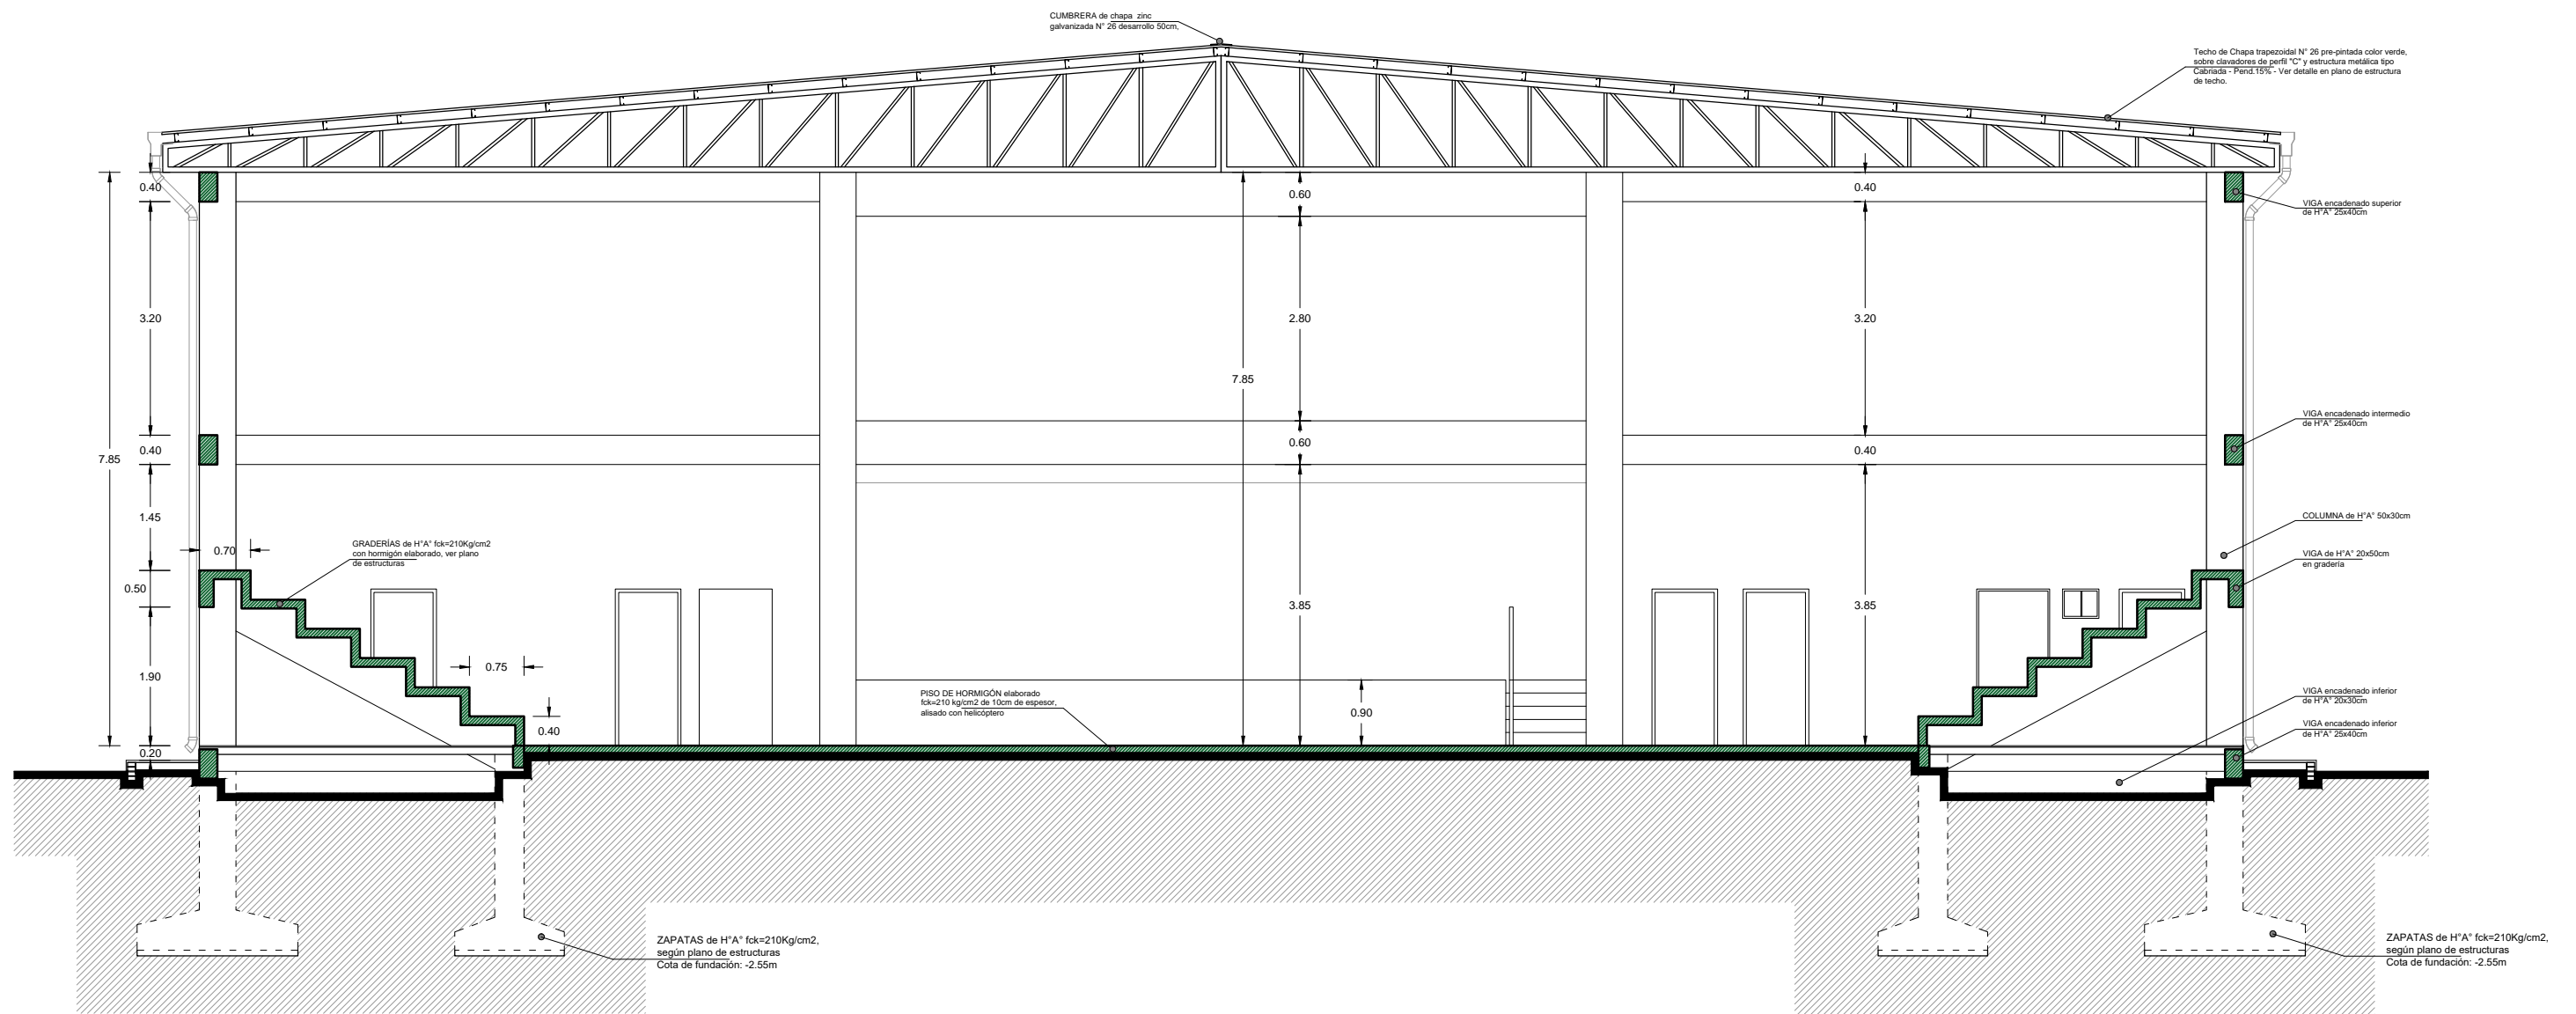 CUMBRERA de chapa zinc
galvanizada N° 26 desarrollo 50cm,
Techo de Chapa trapezoidal N° 26 pre-pintada color verde,
sobre clavadores de perfil "C" y estructura metálica tipo
Cabriada - Pend.15% - Ver detalle en plano de estructura
de techo.
0.40
0.60
0.40
VIGA encadenado superior
de H°A° 25x40cm
3.20
2.80
3.20
7.85
VIGA encadenado intermedio
de H°A° 25x40cm
7.85
0.40
0.60
0.40
1.45
COLUMNA de H°A° 50x30cm
0.70
GRADERÍAS de H°A° fck=210Kg/cm2
con hormigón elaborado, ver plano
de estructuras
VIGA de H°A° 20x50cm
en gradería
0.50
3.85
3.85
1.90
0.75
PISO DE HORMIGÓN elaborado
fck=210 kg/cm2 de 10cm de espesor,
alisado con helicóptero
VIGA encadenado inferior
de H°A° 20x30cm
0.90
0.40
VIGA encadenado inferior
de H°A° 25x40cm
0.20
ZAPATAS de H°A° fck=210Kg/cm2,
según plano de estructuras
Cota de fundación: -2.55m
ZAPATAS de H°A° fck=210Kg/cm2,
según plano de estructuras
Cota de fundación: -2.55m